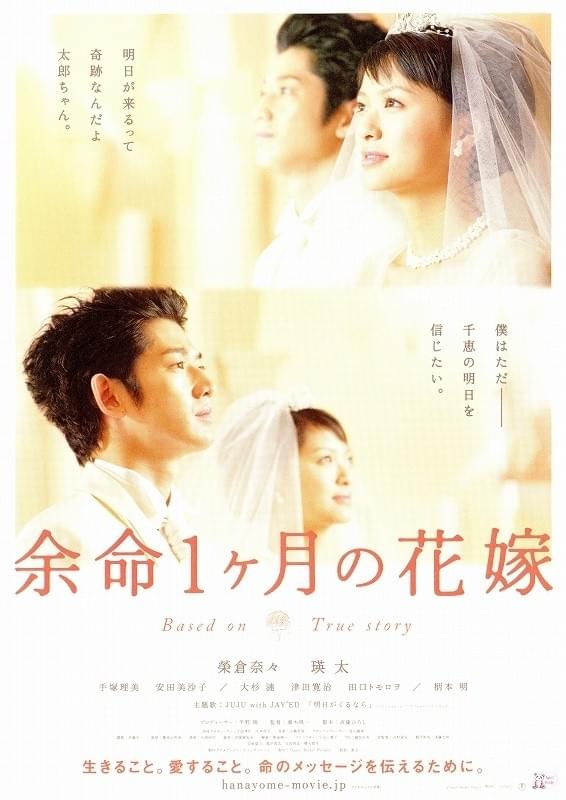 明日が来るって
奇跡なんだよ
太郎ちゃん。
僕はただ——
千恵の明日を
信じたい。
余命1ヶ月の花嫁
Based on True story
榮倉奈々 瑛太
手塚理美 安田美沙子 / 大杉漣 津田寛治 田口トモロヲ / 柄本明
主題歌：JUJU with JAY'ED「明日がくるなら」
生きること。愛すること。命のメッセージを伝えるために。
hanayome-movie.jp